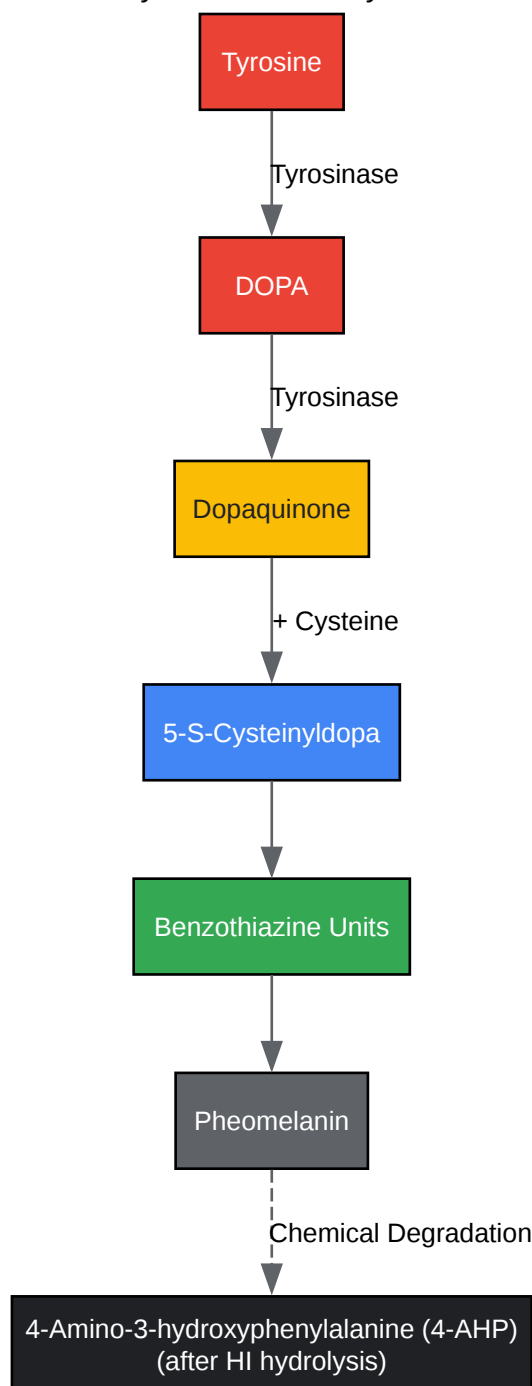 Tyrosine
Tyrosinase
DOPA
Tyrosinase
Dopaquinone
+ Cysteine
5-S-Cysteinyldopa
Benzothiazine Units
Pheomelanin
Chemical Degradation
4-Amino-3-hydroxyphenylalanine (4-AHP)
(after HI hydrolysis)